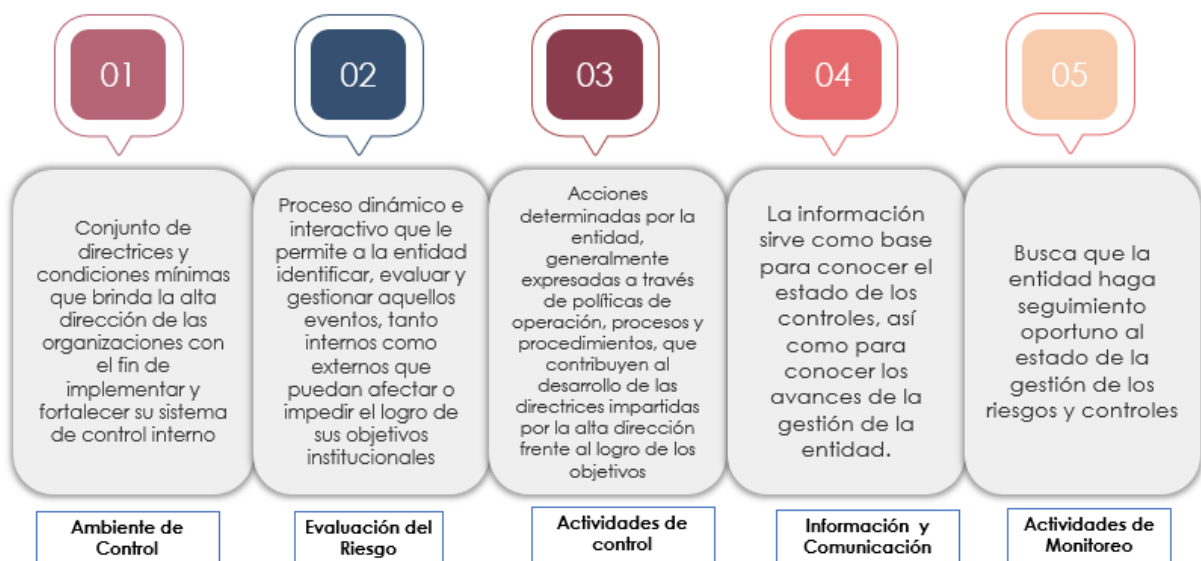 01
Conjunto de
directrices y
condiciones mínimas
que brinda la alta
dirección de las
organizaciones con
el fin de
implementar y
fortalecer su sistema
de control interno
Ambiente de
Control
02
Proceso dinámico e
interactivo que le
permite a la entidad
identificar, evaluar y
gestionar aquellos
eventos, tanto
internos como
externos que
puedan afectar o
impedir el logro de
sus objetivos
institucionales
Evaluación del
Riesgo
03
Acciones
determinadas por la
entidad,
generalmente
expresadas a través
de políticas de
operación, procesos y
procedimientos, que
contribuyen al
desarrollo de las
directrices impartidas
por la alta dirección
frente al logro de los
objetivos
Actividades de
control
04
La información
sirve como base
para conocer el
estado de los
controles, así
como para
conocer los
avances de la
gestión de la
entidad.
Información y
Comunicación
05
Busca que la
entidad haga
seguimiento
oportuno al
estado de la
gestión de los
riesgos y controles
Actividades de
Monitoreo